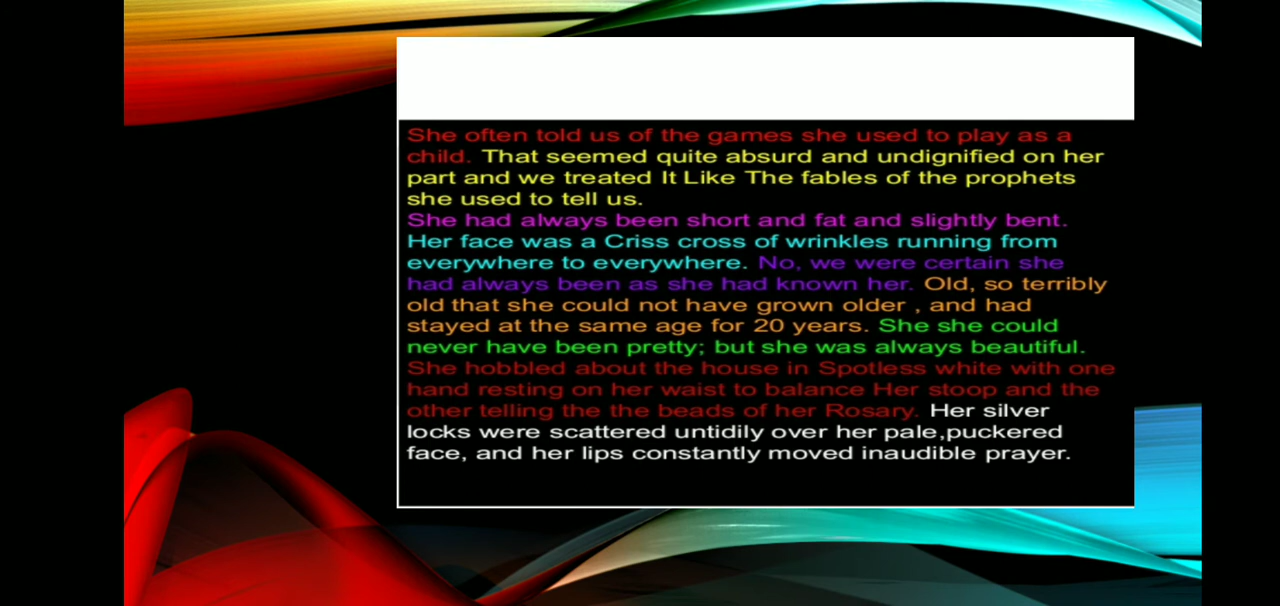 She often told us of the games she used to play as a
child. That seemed quite absurd and undignified on her
part and we treated It Like The fables of the prophets
she used to tell us.
She had always been short and fat and slightly bent.
Her face was a Criss cross of wrinkles running from
everywhere to everywhere. No, we were certain she
had always been as she had known her. Old, so terribly
old that she could not have grown older , and had
stayed at the same age for 20 years. She she could
never have been pretty; but she was always beautiful.
She hobbled about the house in Spotless white with one
hand resting on her waist to balance Her stoop and the
other telling the the beads of her Rosary. Her silver
locks were scattered untidily over her pale,puckered
face, and her lips constantly moved inaudible prayer.